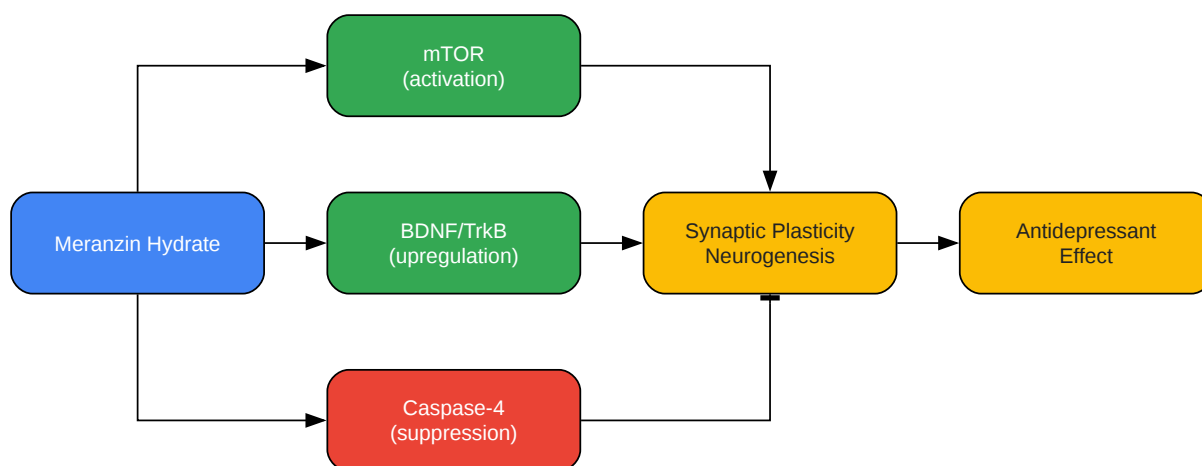 mTOR
(activation)
Meranzin Hydrate
BDNF/TrkB
(upregulation)
Synaptic Plasticity
Neurogenesis
Antidepressant
Effect
Caspase-4
(suppression)